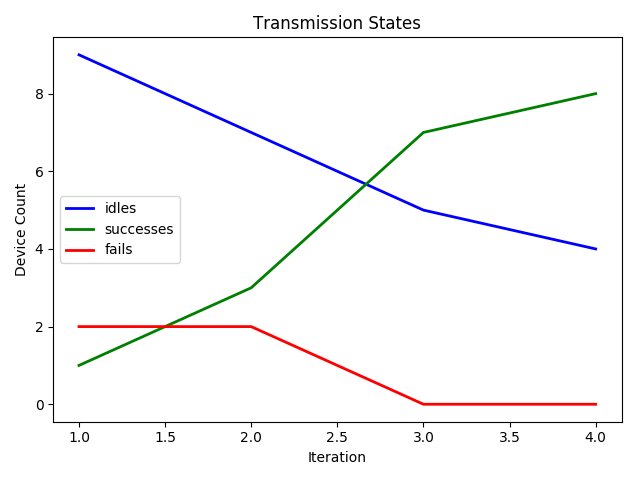 Transmission States
Device Count
8
6
4
2
0
idles
successes
fails
1.0 1.5 2.0 2.5 3.0 3.5 4.0
Iteration